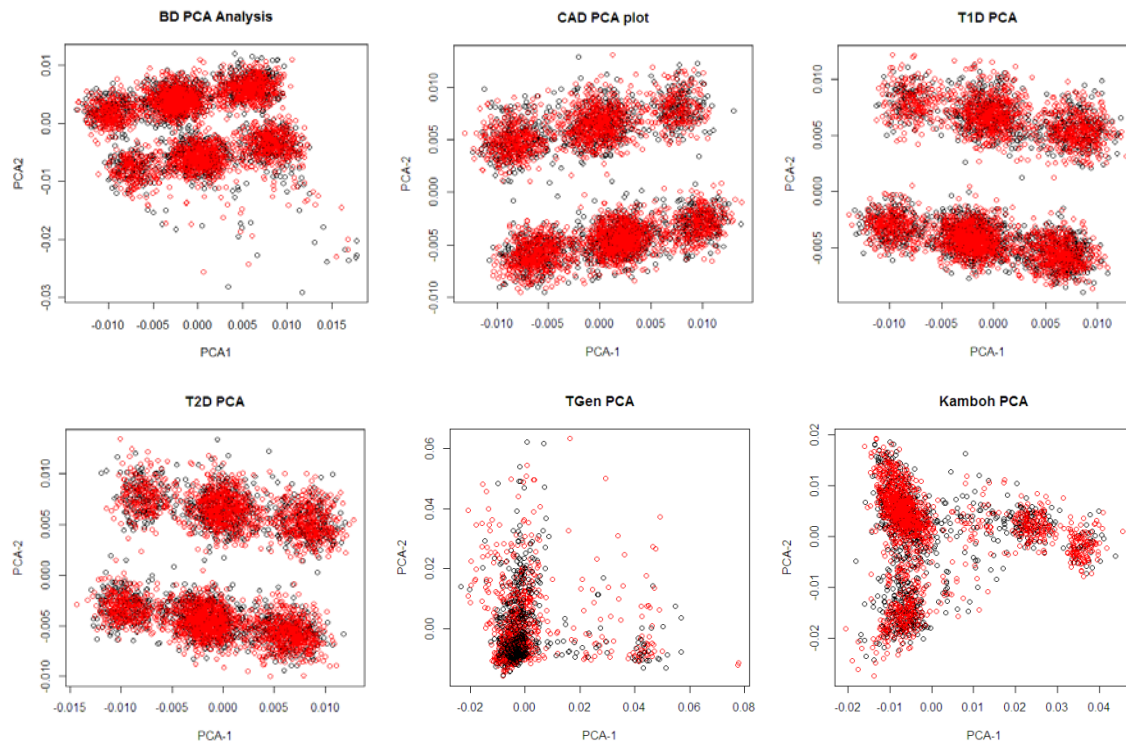 BD PCA Analysis
CAD PCA plot
T1D PCA
PCA2
0.01
0.00
-0.01
-0.02
-0.03
-0.010 -0.005 0.000 0.005 0.010 0.015
PCA1
PCA-2
0.010
0.005
0.000
-0.005
-0.010
-0.010 -0.005 0.000 0.005 0.010
PCA-1
PCA-2
0.010
0.005
0.000
-0.005
-0.010 -0.005 0.000 0.005 0.010
PCA-1
T2D PCA
TGen PCA
Kamboh PCA
PCA-2
0.010
0.005
0.000
-0.005
-0.010
-0.015 -0.010 -0.005 0.000 0.005 0.010
PCA-1
PCA-2
0.06
0.04
0.02
0.00
-0.02 0.00 0.02 0.04 0.06 0.08
PCA-1
PCA-2
0.02
0.01
0.00
-0.01
-0.02
-0.02 -0.01 0.00 0.01 0.02 0.03 0.04
PCA-1